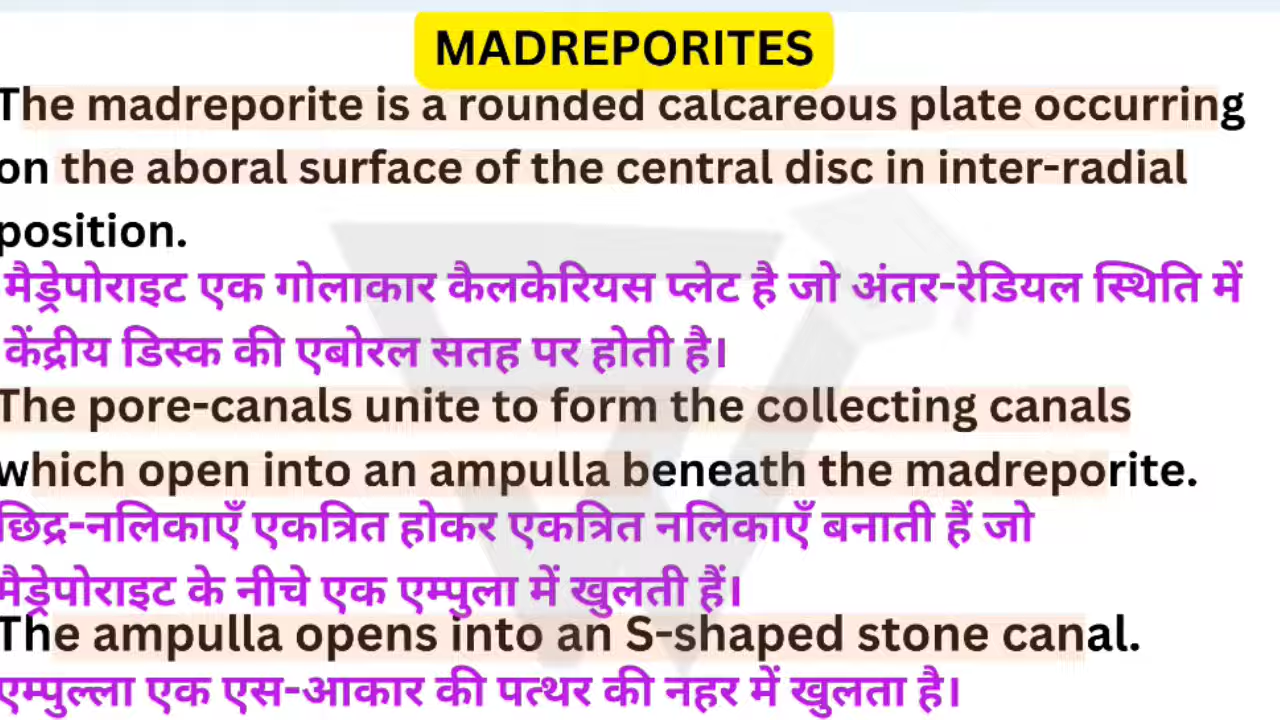 MADREPORITES
The madreporite is a rounded calcareous plate occurring
on the aboral surface of the central disc in inter-radial
position.
मैड्रेपोराइट एक गोलाकार कैलकेरियस प्लेट है जो अंतर-रेडियल स्थिति में
केंद्रीय डिस्क की एबोरल सतह पर होती है।
The pore-canals unite to form the collecting canals
which open into an ampulla beneath the madreporite.
छिद्र-नलिकाएँ एकत्रित होकर एकत्रित नलिकाएँ बनाती हैं जो
मैड्रेपोराइट के नीचे एक एम्पुला में खुलती हैं।
The ampulla opens into an S-shaped stone canal.
एम्पुल्ला एक एस-आकार की पत्थर की नहर में खुलता है।